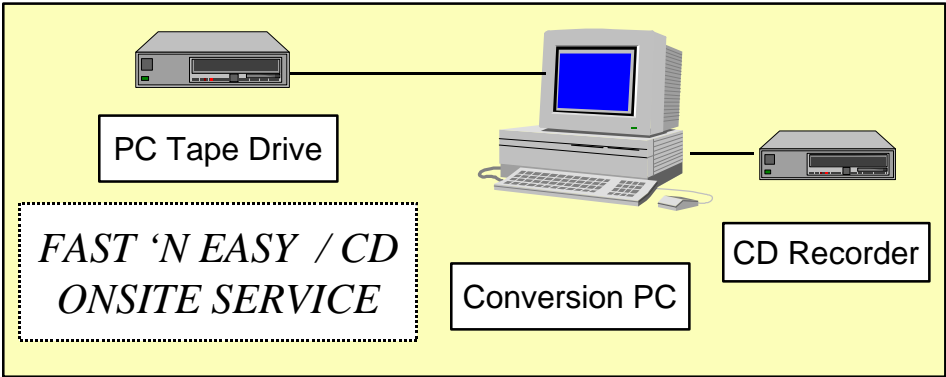 PC Tape Drive
FAST ‘N EASY / CD
ONSITE SERVICE
Conversion PC
CD Recorder